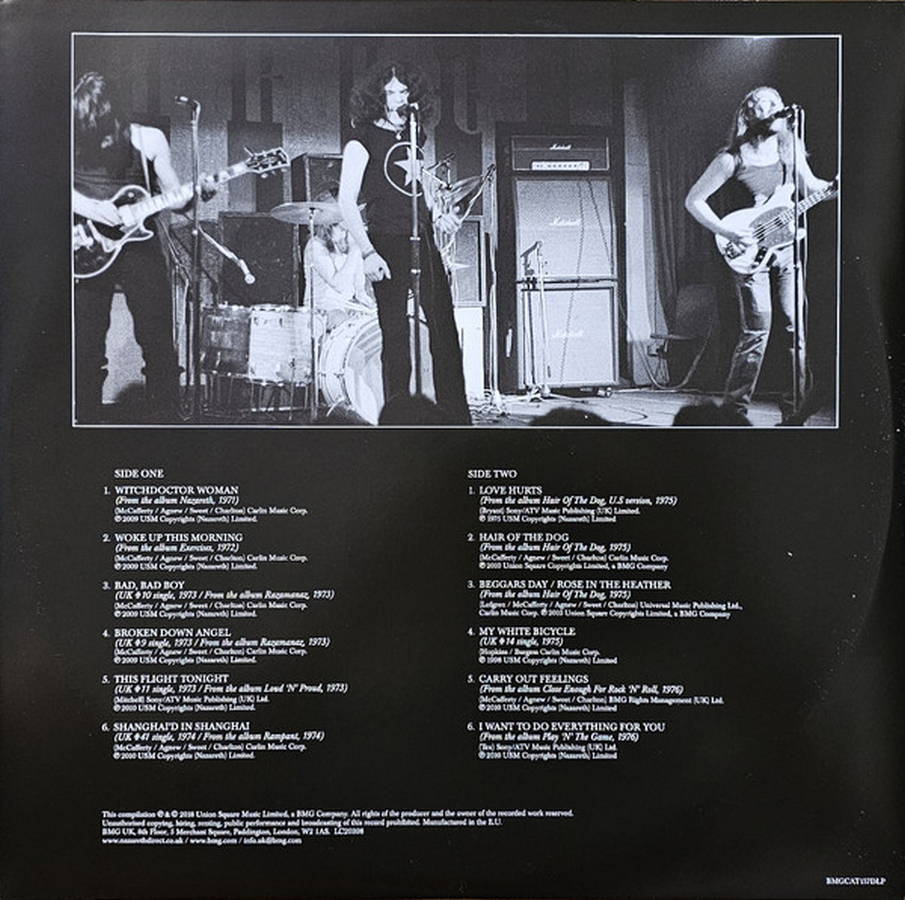 Marshall
Marshall
Marshall
SIDE ONE
1. WITCHDOCTOR WOMAN
(From the album Nazareth, 1971)
(McCafferty / Agnew / Sweet / Charlton) Carlin Music Corp.
℗ 2009 USM Copyrights (Nazareth) Limited.
2. WOKE UP THIS MORNING
(From the album Exercises, 1972)
(McCafferty / Agnew / Sweet / Charlton) Carlin Music Corp.
℗ 2009 USM Copyrights (Nazareth) Limited.
3. BAD, BAD BOY
(UK #10 single, 1973 / From the album Razamanaz, 1973)
(McCafferty / Agnew / Sweet / Charlton) Carlin Music Corp.
℗ 2009 USM Copyrights (Nazareth) Limited.
4. BROKEN DOWN ANGEL
(UK #9 single, 1973 / From the album Razamanaz, 1973)
(McCafferty / Agnew / Sweet / Charlton) Carlin Music Corp.
℗ 2009 USM Copyrights (Nazareth) Limited.
5. THIS FLIGHT TONIGHT
(UK #11 single, 1973 / From the album Loud 'N' Proud, 1973)
(Mitchell) Sony/ATV Music Publishing (UK) Ltd.
℗ 2010 USM Copyrights (Nazareth) Limited.
6. SHANGHAI'D IN SHANGHAI
(UK #41 single, 1974 / From the album Rampant, 1974)
(McCafferty / Agnew / Sweet / Charlton) Carlin Music Corp.
℗ 2010 USM Copyrights (Nazareth) Limited.
SIDE TWO
1. LOVE HURTS
(From the album Hair Of The Dog, U.S version, 1975)
(Bryant) Sony/ATV Music Publishing (UK) Limited.
℗ 1975 USM Copyrights (Nazareth) Limited
2. HAIR OF THE DOG
(From the album Hair Of The Dog, 1975)
(McCafferty / Agnew / Sweet / Charlton) Carlin Music Corp.
℗ 2010 Union Square Copyrights Limited, a BMG Company
3. BEGGARS DAY / ROSE IN THE HEATHER
(From the album Hair Of The Dog, 1975)
(Lofgren / McCafferty / Agnew / Sweet / Charlton) Universal Music Publishing Ltd.,
Carlin Music Corp. ℗ Union Square Copyrights Limited, a BMG Company
4. MY WHITE BICYCLE
(UK #14 single, 1975)
(Hopkins / Burgess Carlin Music Corp.
℗ 1998 USM Copyrights (Nazareth) Limited
5. CARRY OUT FEELINGS
(From the album Close Enough For Rock 'N' Roll, 1976)
(McCafferty / Agnew / Sweet / Charlton) BMG Rights Management (UK) Ltd.
℗ 2010 USM Copyrights (Nazareth) Limited
6. I WANT TO DO EVERYTHING FOR YOU
(From the album Play 'N' The Game, 1976)
(Tex) Sony/ATV Music Publishing (UK) Ltd.
℗ 2010 USM Copyrights (Nazareth) Limited
This compilation ℗ & © 2018 Union Square Music Limited, a BMG Company. All rights of the producer and the owner of the recorded work reserved.
Unauthorised copying, hiring, renting, public performance and broadcasting of this record prohibited. Manufactured in the E.U.
BMG UK, 8th Floor, 5 Merchant Square, Paddington, London, W2 1AS. LC20308
www.nazarethdirect.co.uk / www.bmg.com / info.uk@bmg.com
BMGCAT137DLP